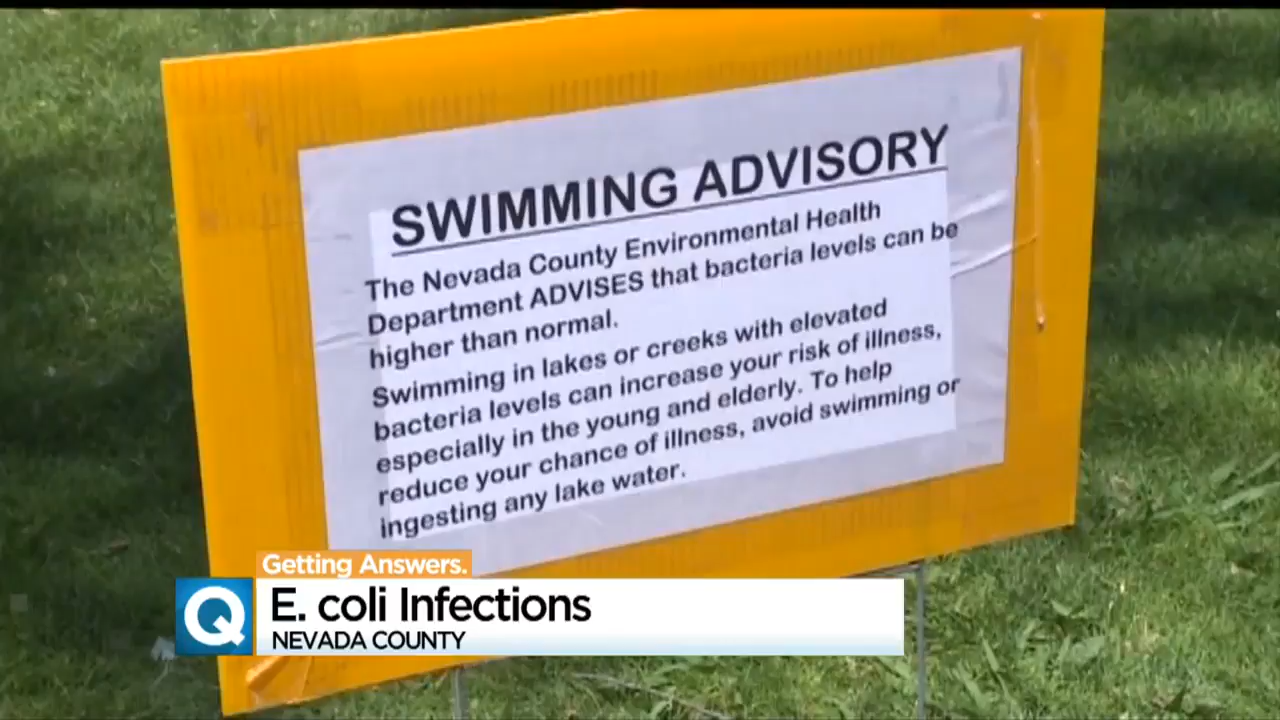 SWIMMING ADVISORY
The Nevada County Environmental Health
Department ADVISES that bacteria levels can be
higher than normal.
Swimming in lakes or creeks with elevated
bacteria levels can increase your risk of illness,
especially in the young and elderly. To help
reduce your chance of illness, avoid swimming or
ingesting any lake water.
Getting Answers.
Q
E. coli Infections
NEVADA COUNTY